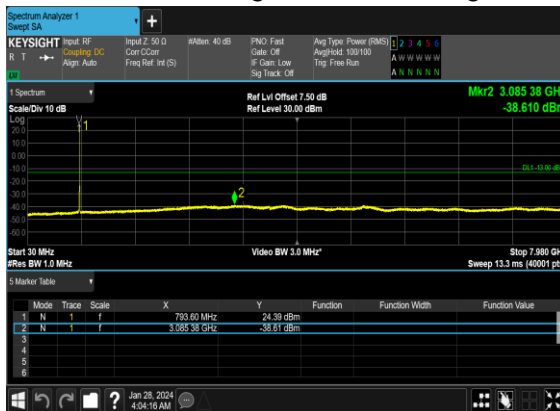 Spectrum Analyzer 1
Swept SA
KEYSIGHT Input: RF Input Z: 50 Ω #Atten: 40 dB PNO: Fast Avg Type: Power (RMS) 1 2 3 4 5 6
R T Coupling: DC Corr CCorr Gate: Off Avg|Hold: 100/100 A W W W W W
Align: Auto Freq Ref: Int (S) IF Gain: Low Trig: Free Run
Sig Track: Off A N N N N N
1 Spectrum Ref Lvl Offset 7.50 dB Mkr2 3.085 38 GH
Scale/Div 10 dB Ref Level 30.00 dBm -38.610 dBm
Log
20.0
1
10.0
0.00
-10.0
DL1 -13.00 dB
-20.0
-30.0
2
-40.0
-50.0
-60.0
Start 30 MHz Video BW 3.0 MHz* Stop 7.980 GH
#Res BW 1.0 MHz Sweep 13.3 ms (40001 pts
5 Marker Table
Mode Trace Scale X Y Function Function Width Function Value
1 N 1 f 793.60 MHz 24.39 dBm
2 N 1 f 3.085 38 GHz -38.61 dBm
3
4
5
6
? Jan 28, 2024
4:04:16 AM